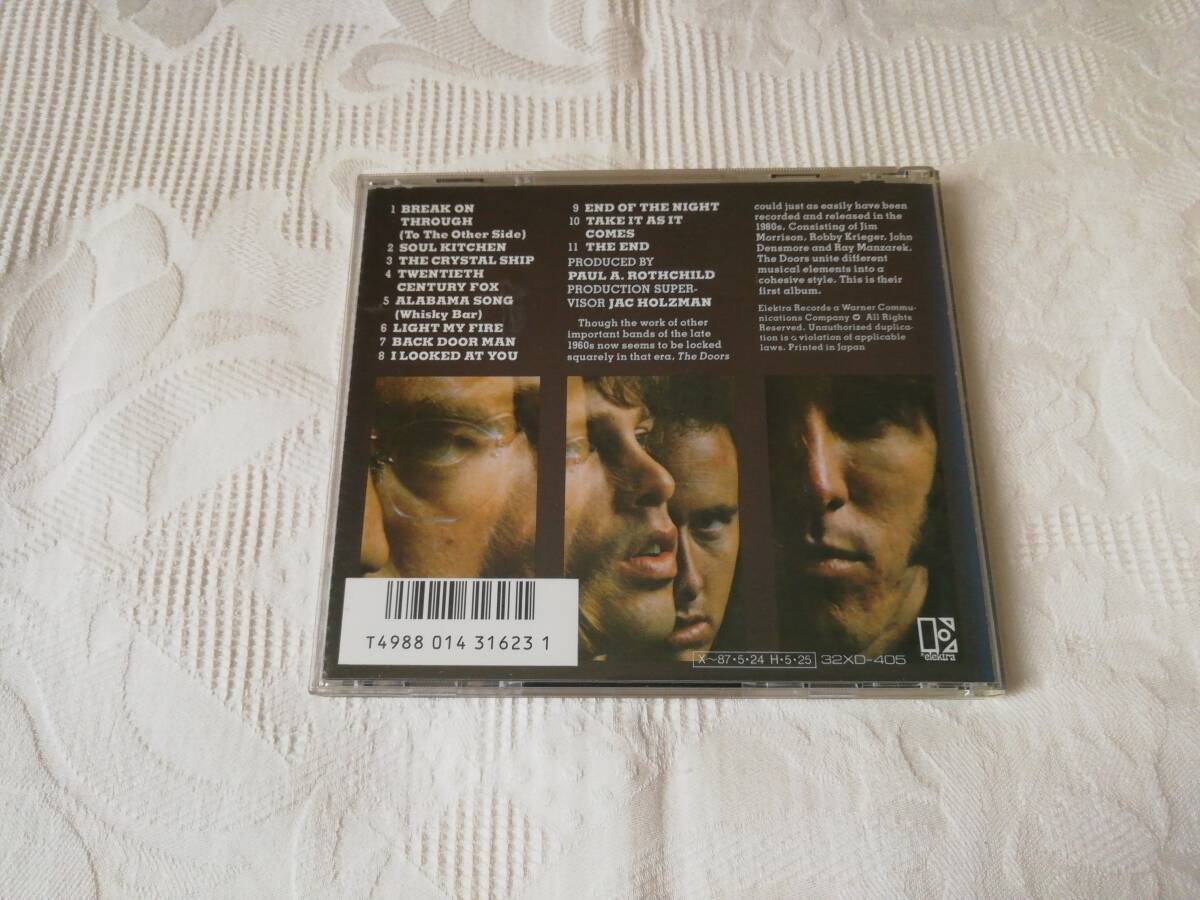 1 BREAK ON
THROUGH
(To The Other Side)
2 SOUL KITCHEN
3 THE CRYSTAL SHIP
4 TWENTIETH
CENTURY FOX
5 ALABAMA SONG
(Whisky Bar)
6 LIGHT MY FIRE
7 BACK DOOR MAN
8 I LOOKED AT YOU
9 END OF THE NIGHT
10 TAKE IT AS IT
COMES
11 THE END
PRODUCED BY
PAUL A. ROTHCHILD
PRODUCTION SUPER-
VISOR JAC HOLZMAN
Though the work of other
important bands of the late
1960s now seems to be locked
squarely in that era, The Doors
could just as easily have been
recorded and released in the
1980s. Consisting of Jim
Morrison, Robby Krieger, John
Densmore and Ray Manzarek,
The Doors unite different
musical elements into a
cohesive style. This is their
first album.
Elektra Records a Warner Commu-
nications Company ℗ All Rights
Reserved. Unauthorized duplica-
tion is a violation of applicable
laws. Printed in Japan
T4988 014 31623 1
X~87・5・24 H・5・25 32XD-405
elektra